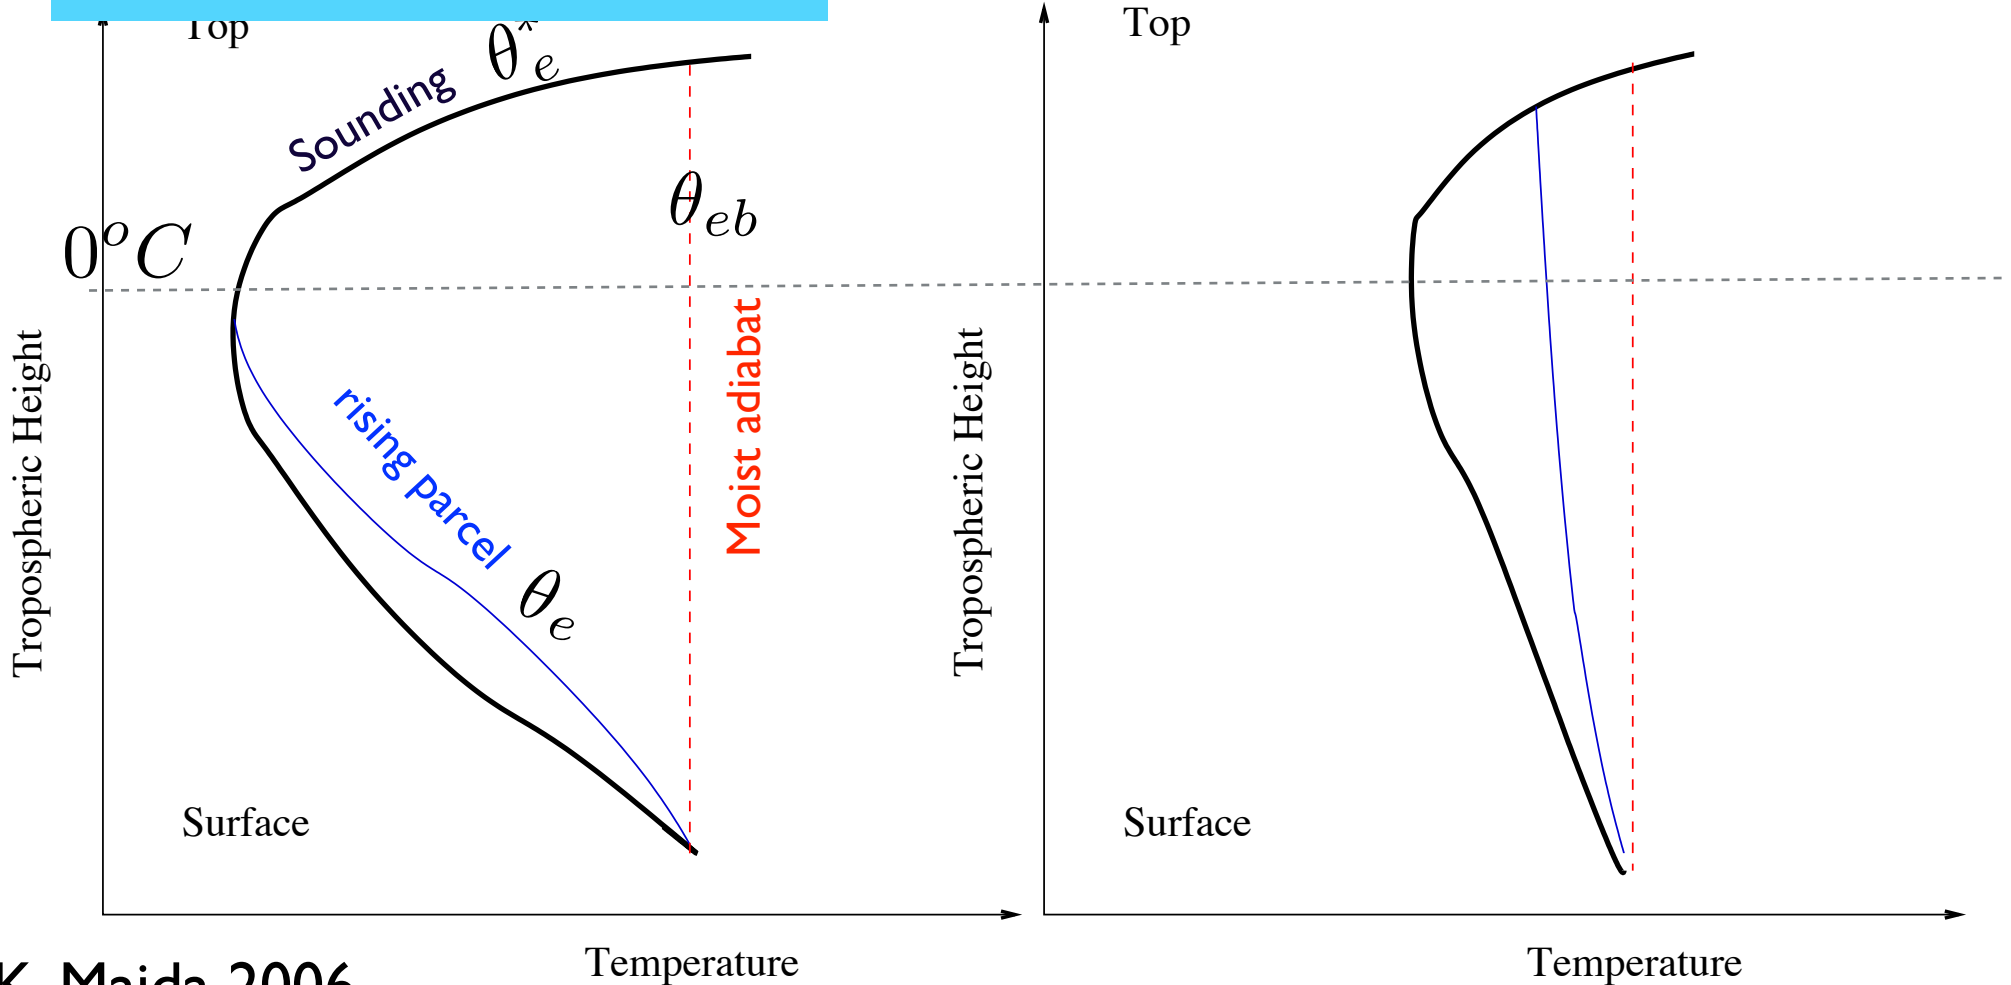 Top
Sounding θ*e
θeb
0°C
Moist adiabat
rising parcel θe
Tropospheric Height
Surface
Temperature
Top
Tropospheric Height
Surface
Temperature
K. Majda 2006